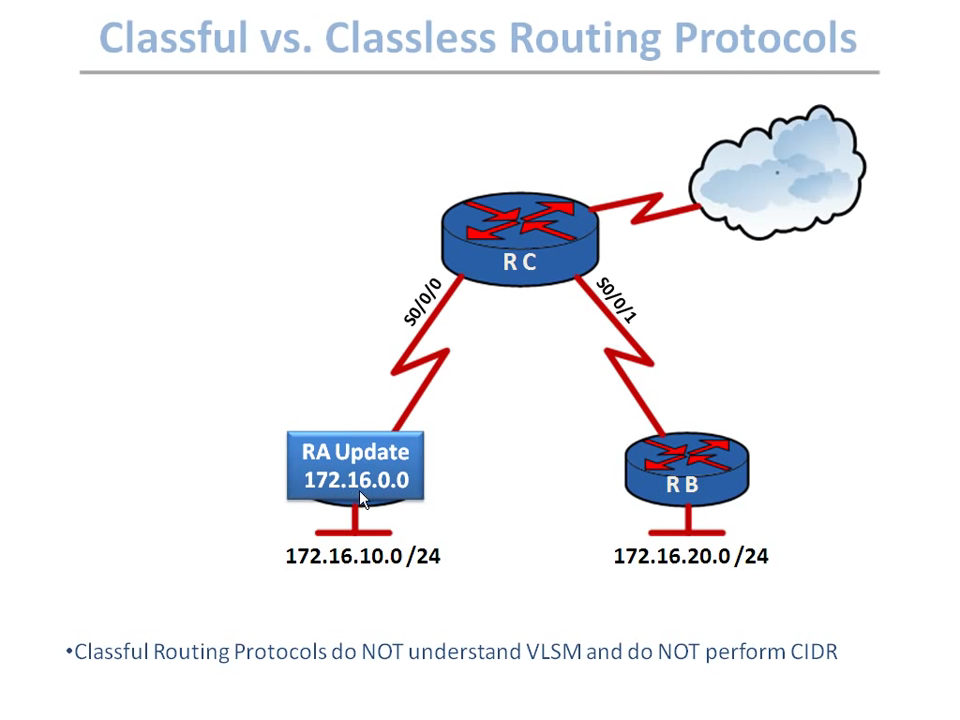 Classful vs. Classless Routing Protocols
R C
S0/0/0
S0/0/1
RA Update
172.16.0.0
R B
172.16.10.0 /24
172.16.20.0 /24
•Classful Routing Protocols do NOT understand VLSM and do NOT perform CIDR